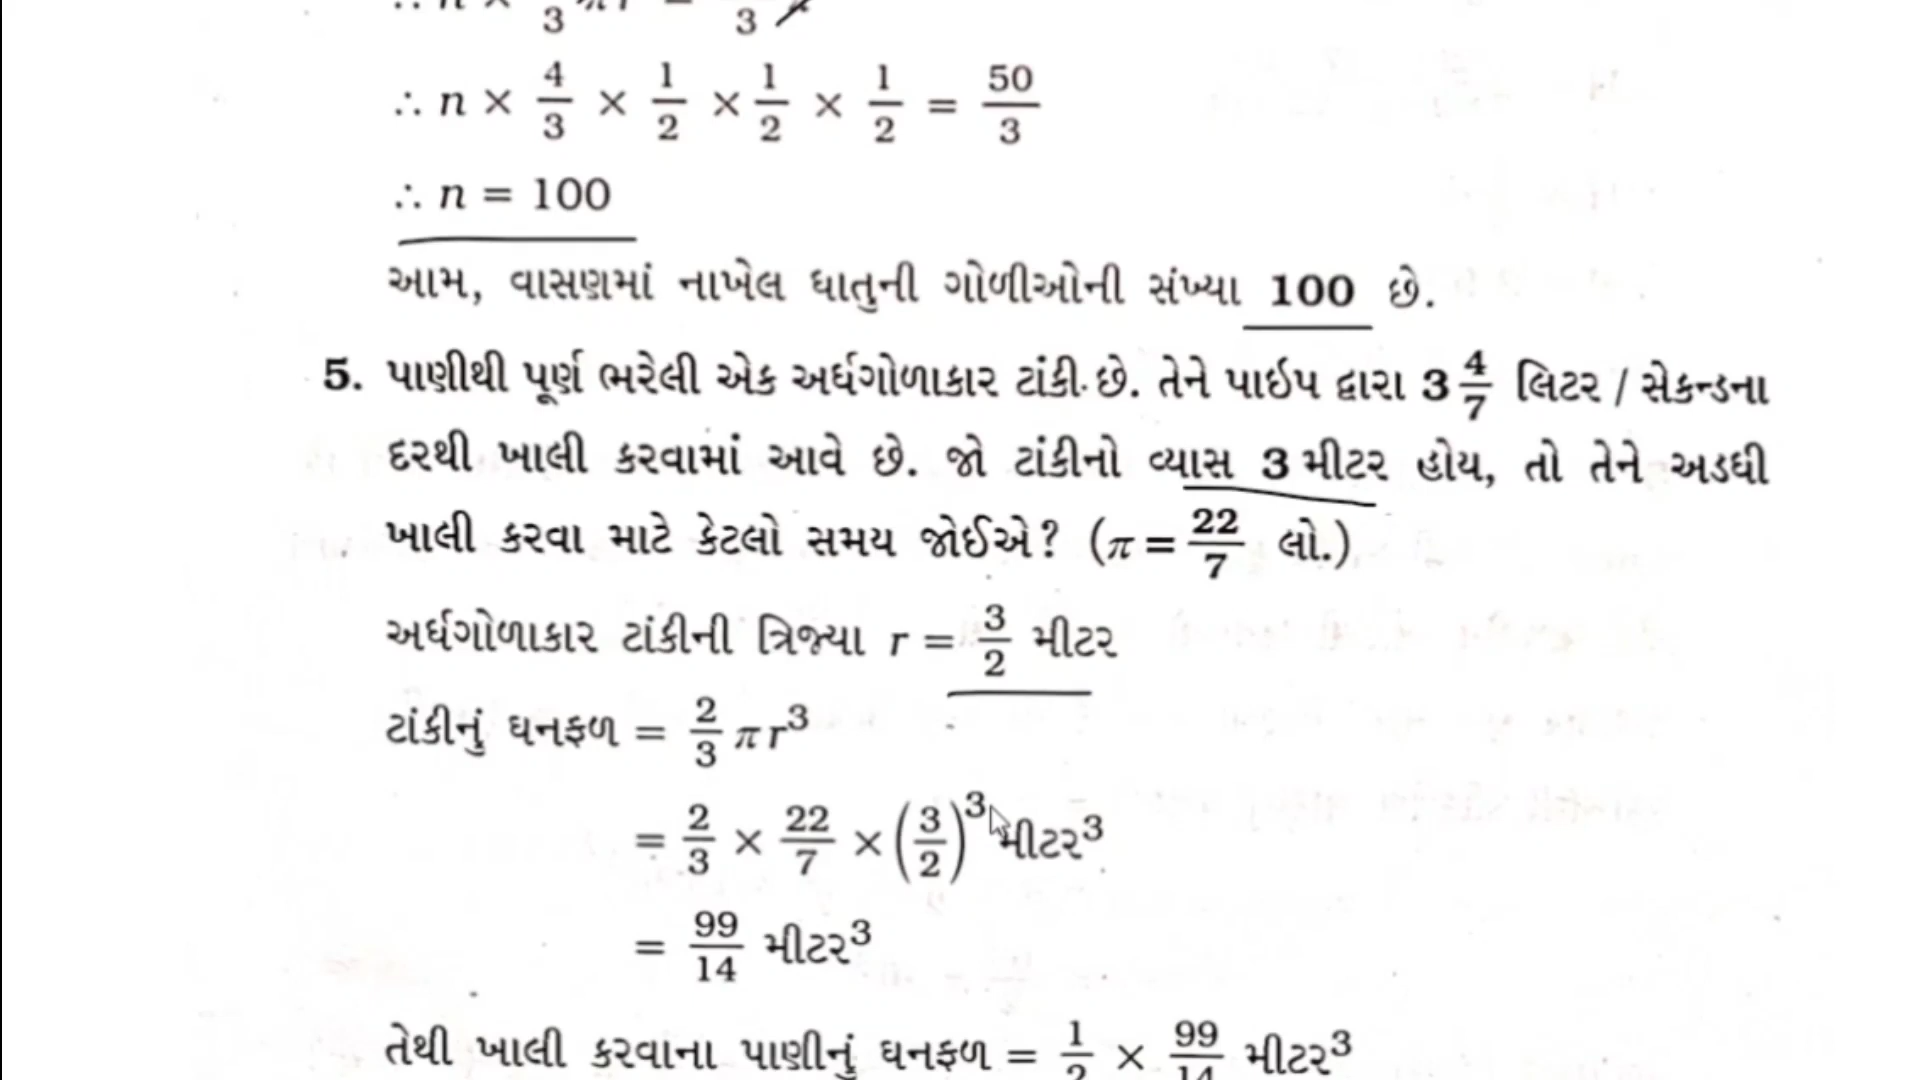 ∴ n × 4/3 × 1/2 × 1/2 × 1/2 = 50/3
∴ n = 100
આમ, વાસણમાં નાખેલ ધાતુની ગોળીઓની સંખ્યા 100 છે.
5. પાણીથી પૂર્ણ ભરેલી એક અર્ધગોળાકાર ટાંકી છે. તેને પાઇપ દ્વારા 3 4/7 લિટર / સેકન્ડના
દરથી ખાલી કરવામાં આવે છે. જો ટાંકીનો વ્યાસ 3 મીટર હોય, તો તેને અડધી
ખાલી કરવા માટે કેટલો સમય જોઈએ? (π = 22/7 લો.)
અર્ધગોળાકાર ટાંકીની ત્રિજ્યા r = 3/2 મીટર
ટાંકીનું ઘનફળ = 2/3 πr³
= 2/3 × 22/7 × (3/2)³ મીટર³
= 99/14 મીટર³
તેથી ખાલી કરવાના પાણીનું ઘનફળ = 1/2 × 99/14 મીટર³